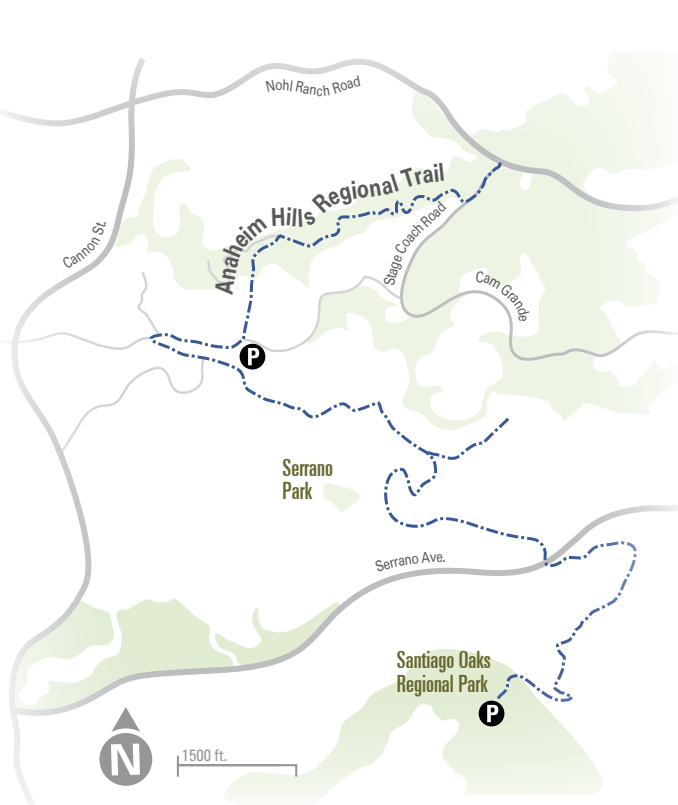 Nohl Ranch Road
Anaheim Hills Regional Trail
Cannon St.
Stage Coach Road
Cam Grande
P
Serrano
Park
Serrano Ave.
Santiago Oaks
Regional Park
P
N
1500 ft.